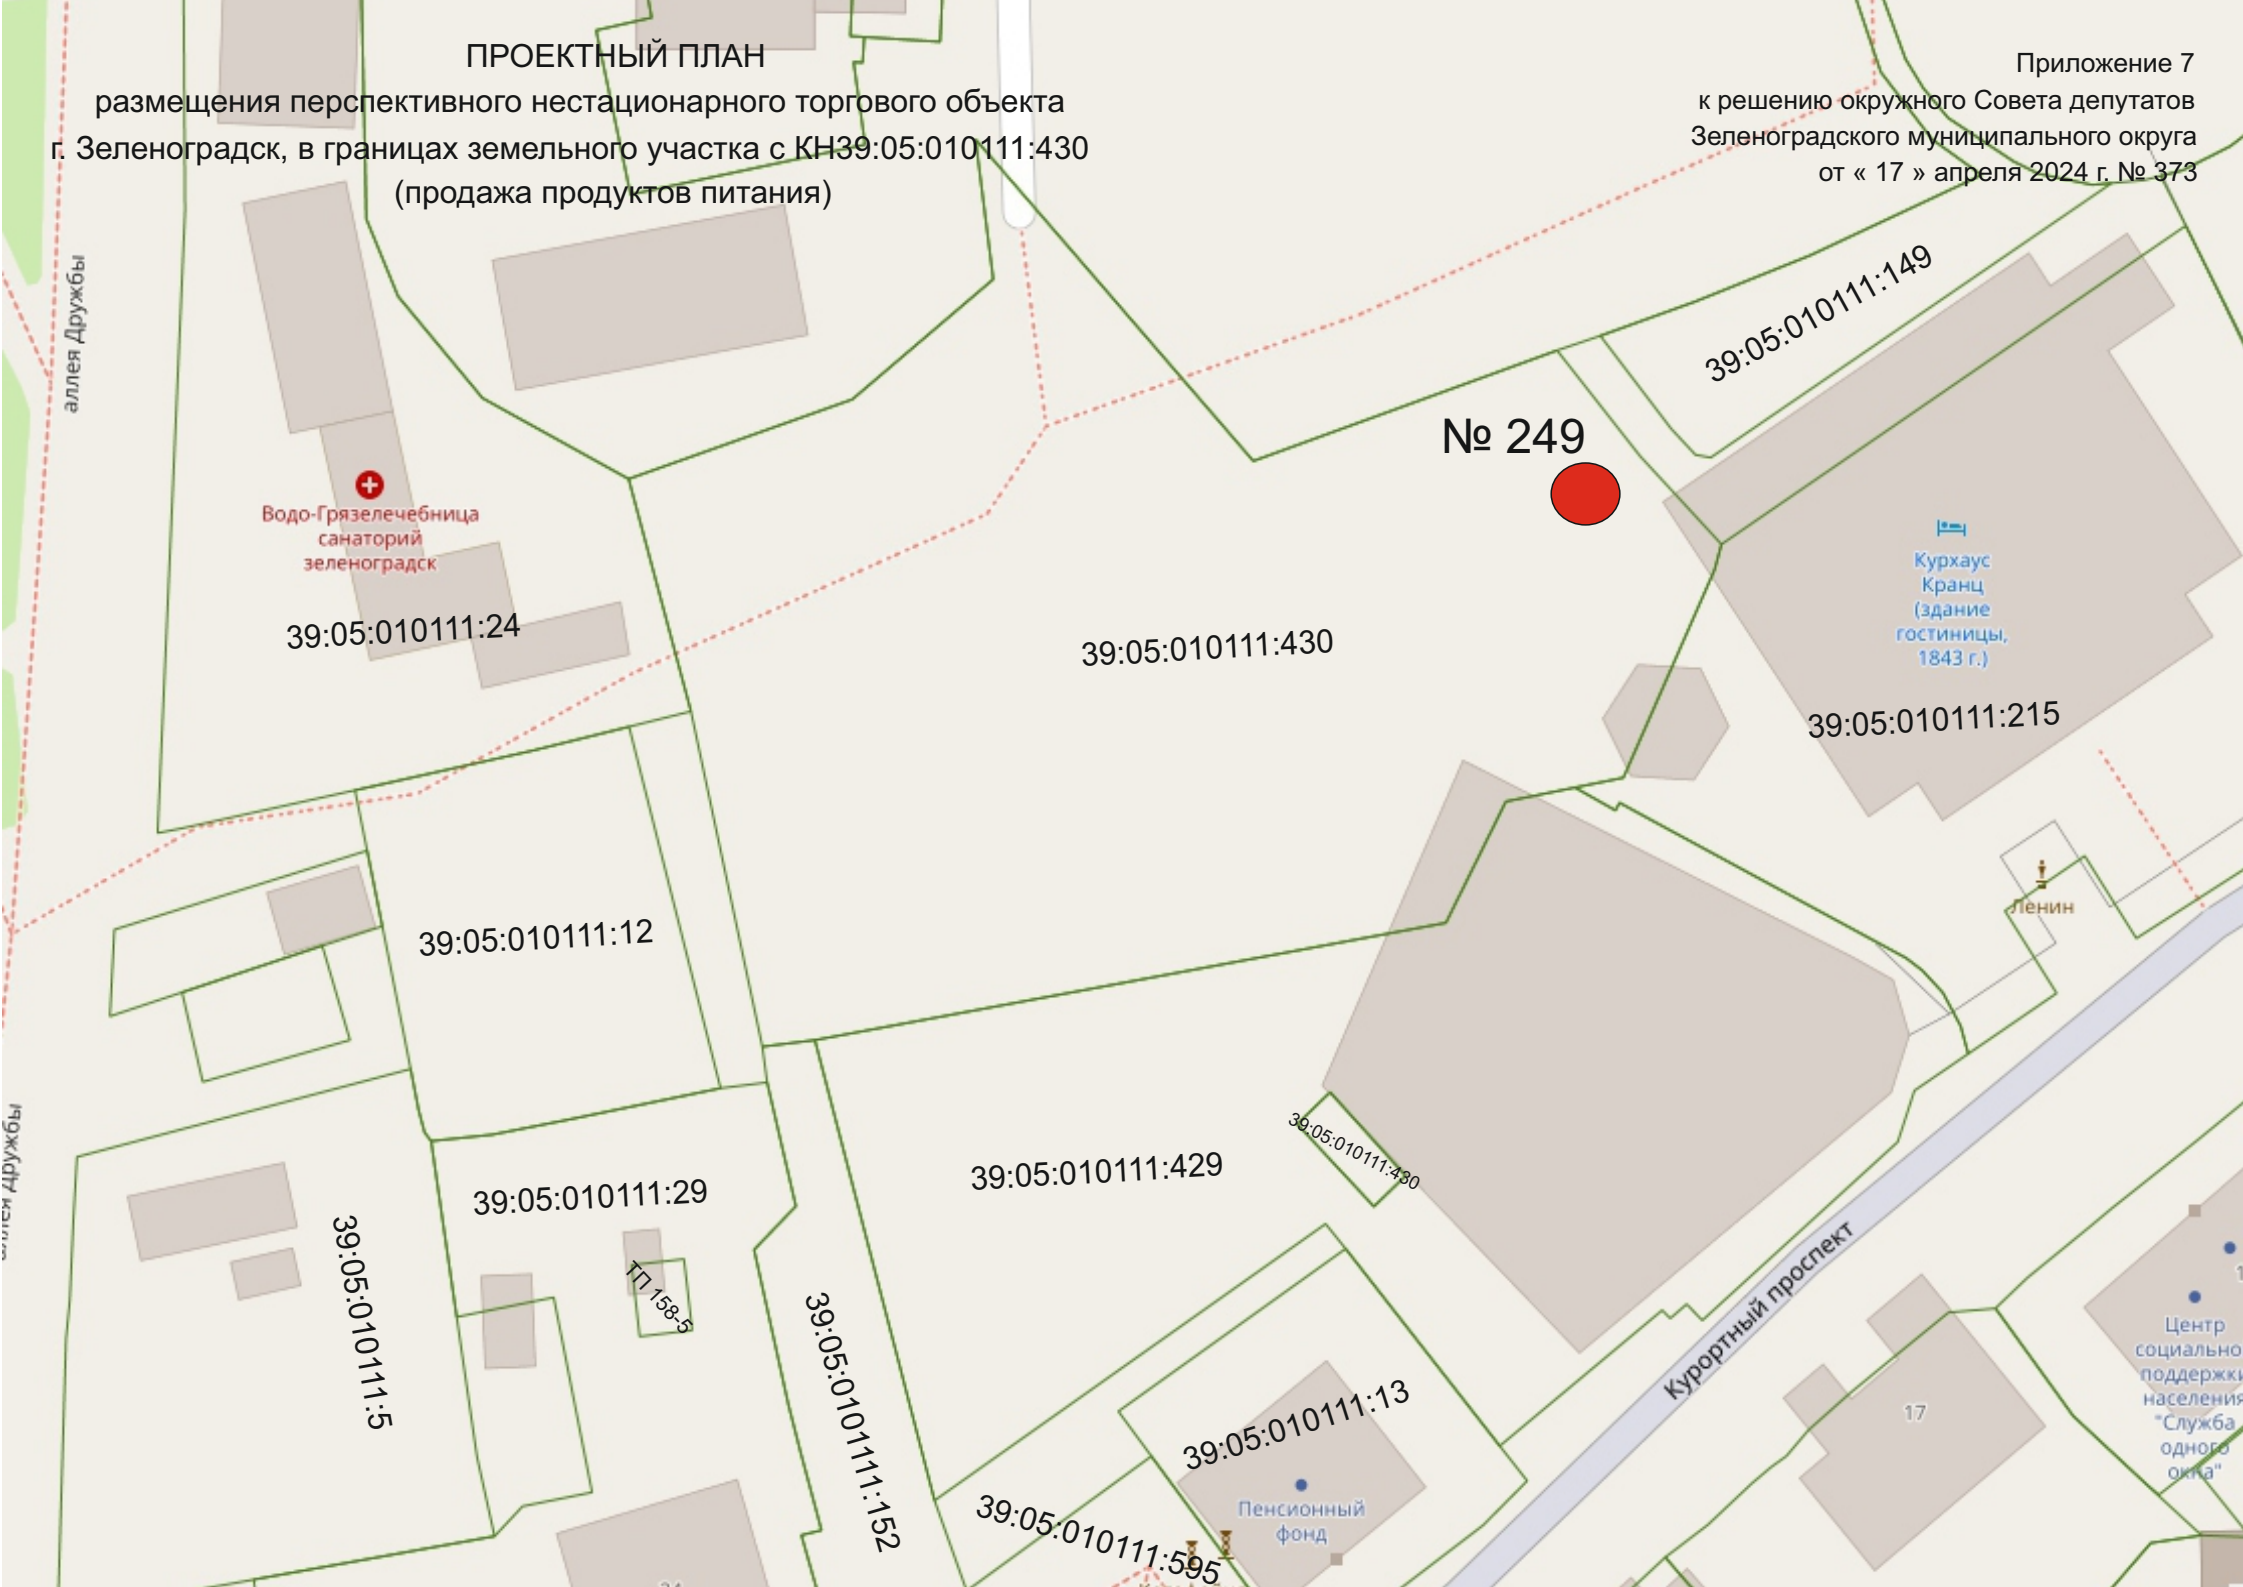 ПРОЕКТНЫЙ ПЛАН
размещения перспективного нестационарного торгового объекта
г. Зеленоградск, в границах земельного участка с КН39:05:010111:430
(продажа продуктов питания)
Приложение 7
к решению окружного Совета депутатов
Зеленоградского муниципального округа
от « 17 » апреля 2024 г. № 373
аллея Дружбы
39:05:010111:149
№ 249
Водо-Грязелечебница
санаторий
зеленоградск
39:05:010111:24
39:05:010111:430
Курхаус
Кранц
(здание
гостиницы,
1843 г.)
39:05:010111:215
Ленин
39:05:010111:12
аллея Дружбы
39:05:010111:429
39:05:010111:430
39:05:010111:29
39:05:010111:5
ТП 158-5
39:05:010111:152
Курортный проспект
39:05:010111:13
Пенсионный
фонд
39:05:010111:595
17
Центр
социально
поддержки
населения
"Служба
одного
окна"